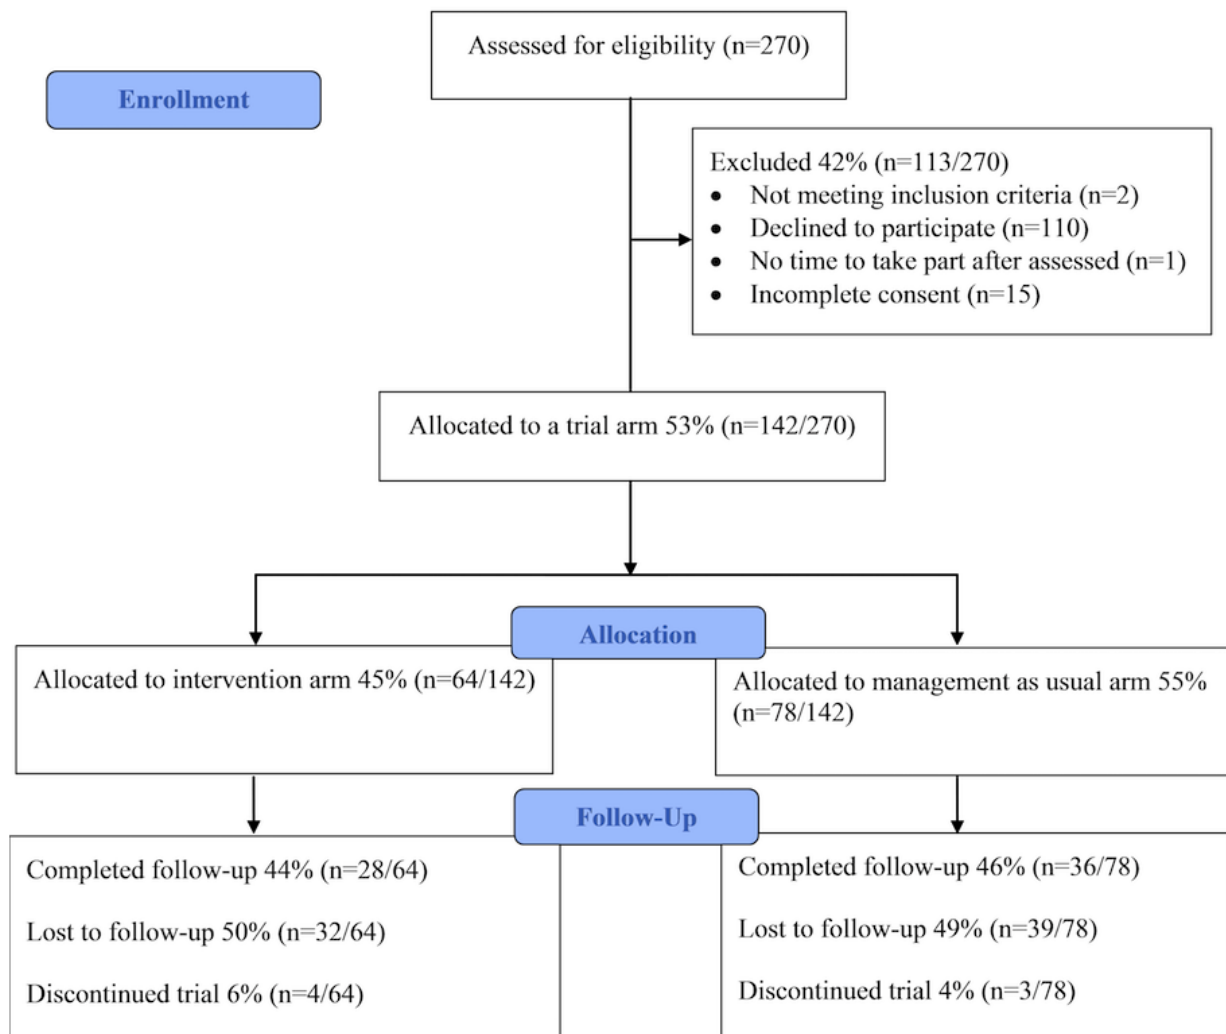 Assessed for eligibility (n=270)
Enrollment
Excluded 42% (n=113/270)
• Not meeting inclusion criteria (n=2)
• Declined to participate (n=110)
• No time to take part after assessed (n=1)
• Incomplete consent (n=15)
Allocated to a trial arm 53% (n=142/270)
Allocation
Allocated to intervention arm 45% (n=64/142)
Allocated to management as usual arm 55%
(n=78/142)
Follow-Up
Completed follow-up 44% (n=28/64)
Lost to follow-up 50% (n=32/64)
Discontinued trial 6% (n=4/64)
Completed follow-up 46% (n=36/78)
Lost to follow-up 49% (n=39/78)
Discontinued trial 4% (n=3/78)